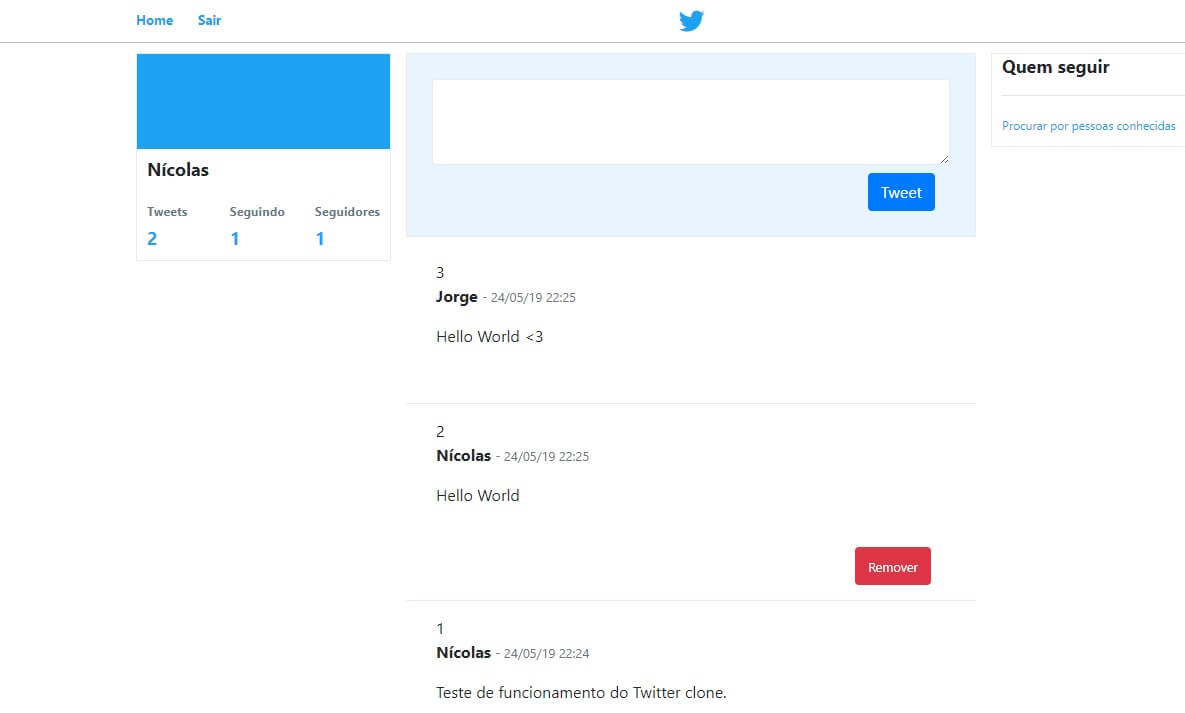 Home Sair
Nícolas
Tweets Seguindo Seguidores
2 1 1
Tweet
3
Jorge - 24/05/19 22:25
Hello World <3
2
Nícolas - 24/05/19 22:25
Hello World
Remover
1
Nícolas - 24/05/19 22:24
Teste de funcionamento do Twitter clone.
Quem seguir
Procurar por pessoas conhecidas